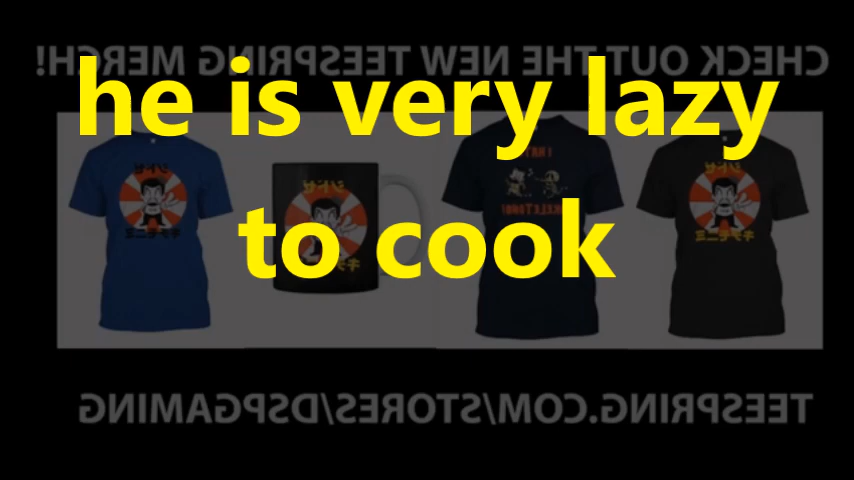 CHECK OUT THE NEW TEESPRING MERCH!
he is very lazy
to cook
TEESPRING.COM/STORES/DSPGAMING